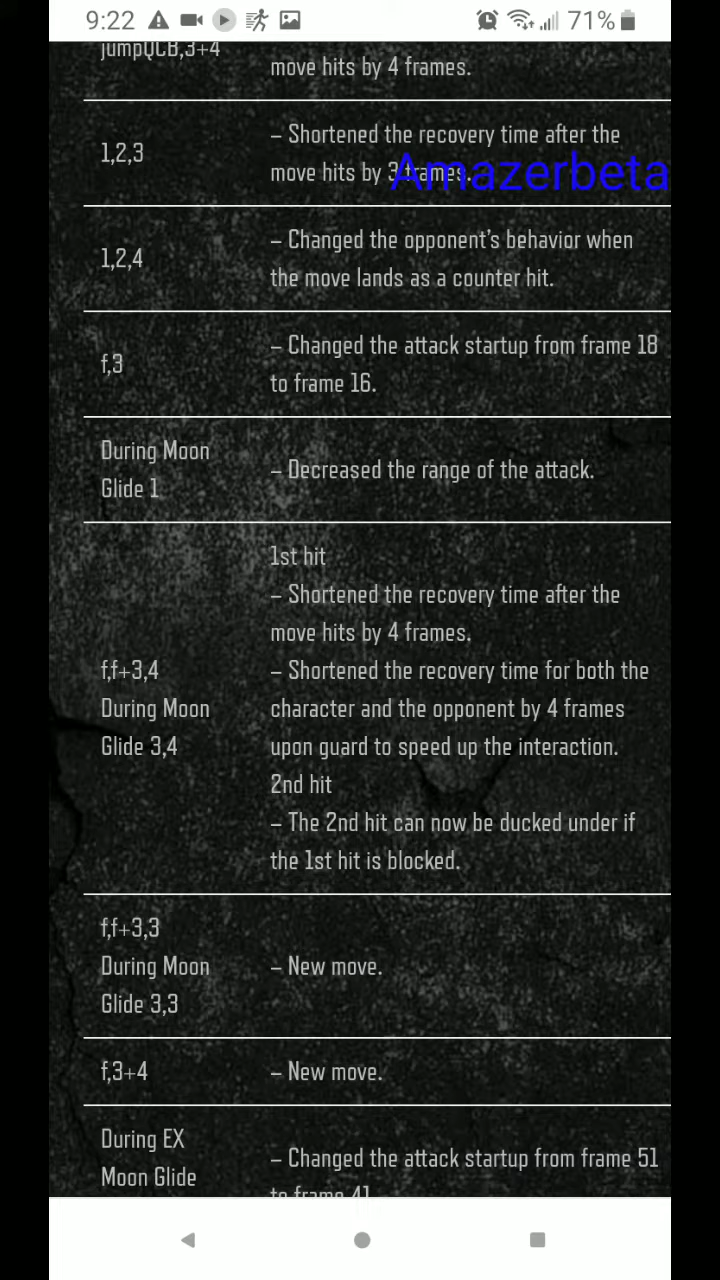 9:22
71%
jumpQCB,3+4
move hits by 4 frames.
1,2,3
– Shortened the recovery time after the
move hits by 3 frames.
Amazerbeta
1,2,4
– Changed the opponent's behavior when
the move lands as a counter hit.
f,3
– Changed the attack startup from frame 18
to frame 16.
During Moon
Glide 1
– Decreased the range of the attack.
f,f+3,4
During Moon
Glide 3,4
1st hit
– Shortened the recovery time after the
move hits by 4 frames.
– Shortened the recovery time for both the
character and the opponent by 4 frames
upon guard to speed up the interaction.
2nd hit
– The 2nd hit can now be ducked under if
the 1st hit is blocked.
f,f+3,3
During Moon
Glide 3,3
– New move.
f,3+4
– New move.
During EX
Moon Glide
– Changed the attack startup from frame 51
to frame 41